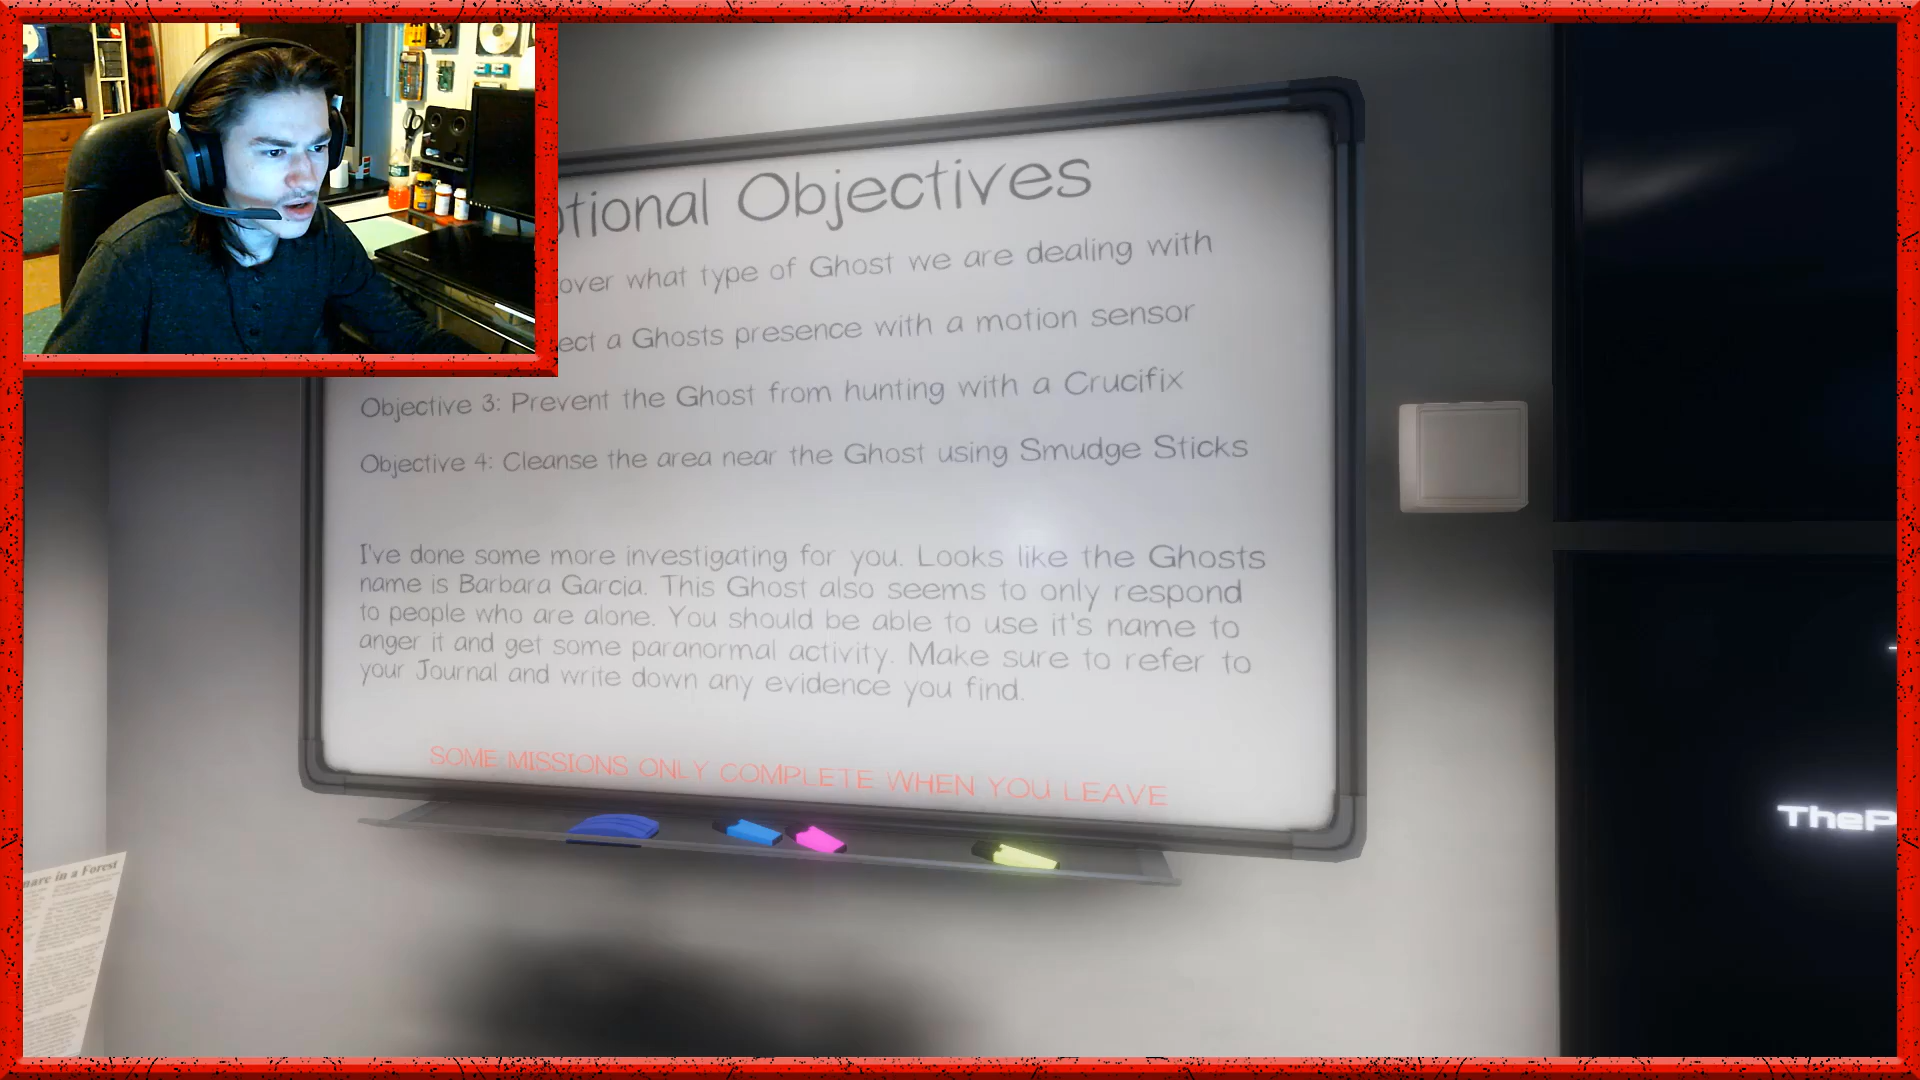 tional Objectives
over what type of Ghost we are dealing with
ect a Ghosts presence with a motion sensor
Objective 3: Prevent the Ghost from hunting with a Crucifix
Objective 4: Cleanse the area near the Ghost using Smudge Sticks
I've done some more investigating for you. Looks like the Ghosts
name is Barbara Garcia. This Ghost also seems to only respond
to people who are alone. You should be able to use it's name to
anger it and get some paranormal activity. Make sure to refer to
your Journal and write down any evidence you find.
SOME MISSIONS ONLY COMPLETE WHEN YOU LEAVE
mare in a Forest
TheP